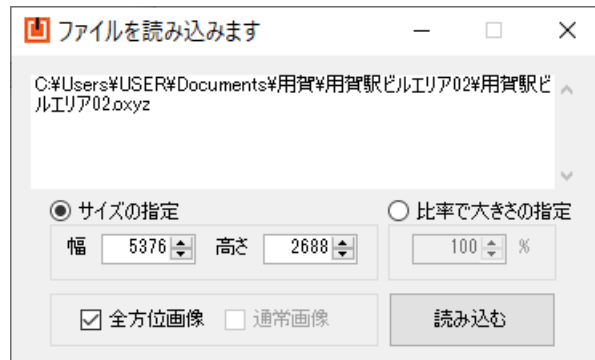 ファイルを読み込みます
C:¥Users¥USER¥Documents¥用賀¥用賀駅ビルエリア02¥用賀駅ビ
ルエリア02.oxyz
サイズの指定
比率で大きさの指定
幅 5376 高さ 2688
100 %
全方位画像 通常画像
読み込む